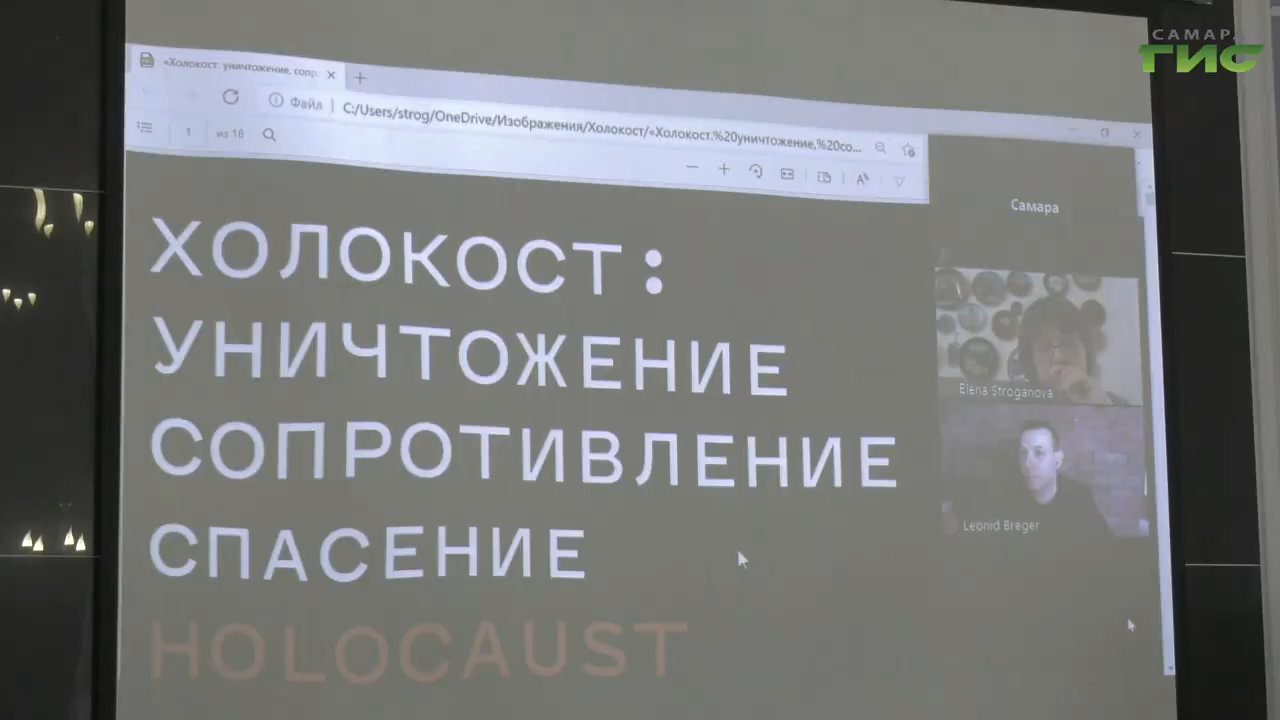 САМАРА
ГИС
«Холокост: уничтожение, сопр
Файл | C:/Users/strog/OneDrive/Изображения/Холокост/«Холокост.%20уничтожение,%20со...
1 из 18
Самара
ХОЛОКОСТ:
УНИЧТОЖЕНИЕ
СОПРОТИВЛЕНИЕ
СПАСЕНИЕ
HOLOCAUST
Elena Stroganova
Leonid Breger